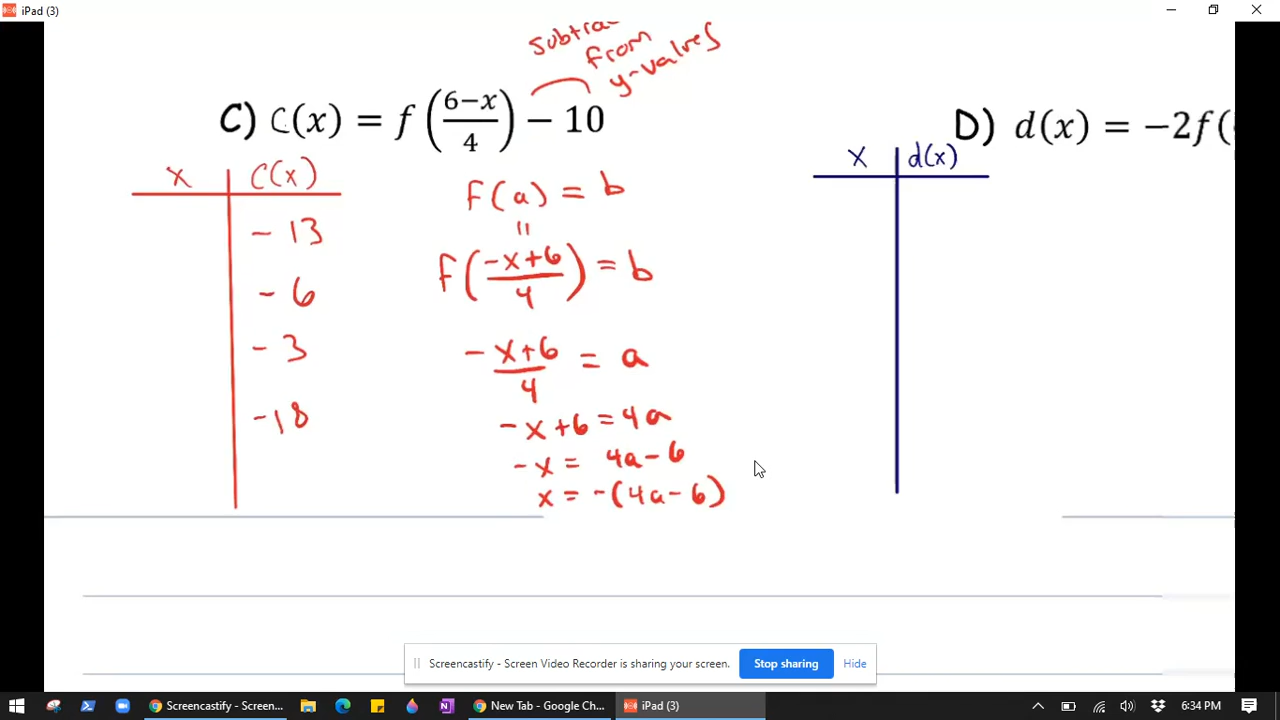 iPad (3)
subtra
from
y-values
C) C(x) = f((6−x)/4) − 10
x C(x)
- 13
- 6
- 3
-18
f(a) = b
"
f((-x+6)/4) = b
(-x+6)/4 = a
-x+6 = 4a
-x = 4a-6
x = -(4a-6)
D) d(x) = −2f(
x d(x)
Screencastify - Screen Video Recorder is sharing your screen. Stop sharing Hide
Screencastify - Screen... New Tab - Google Ch... iPad (3) 6:34 PM